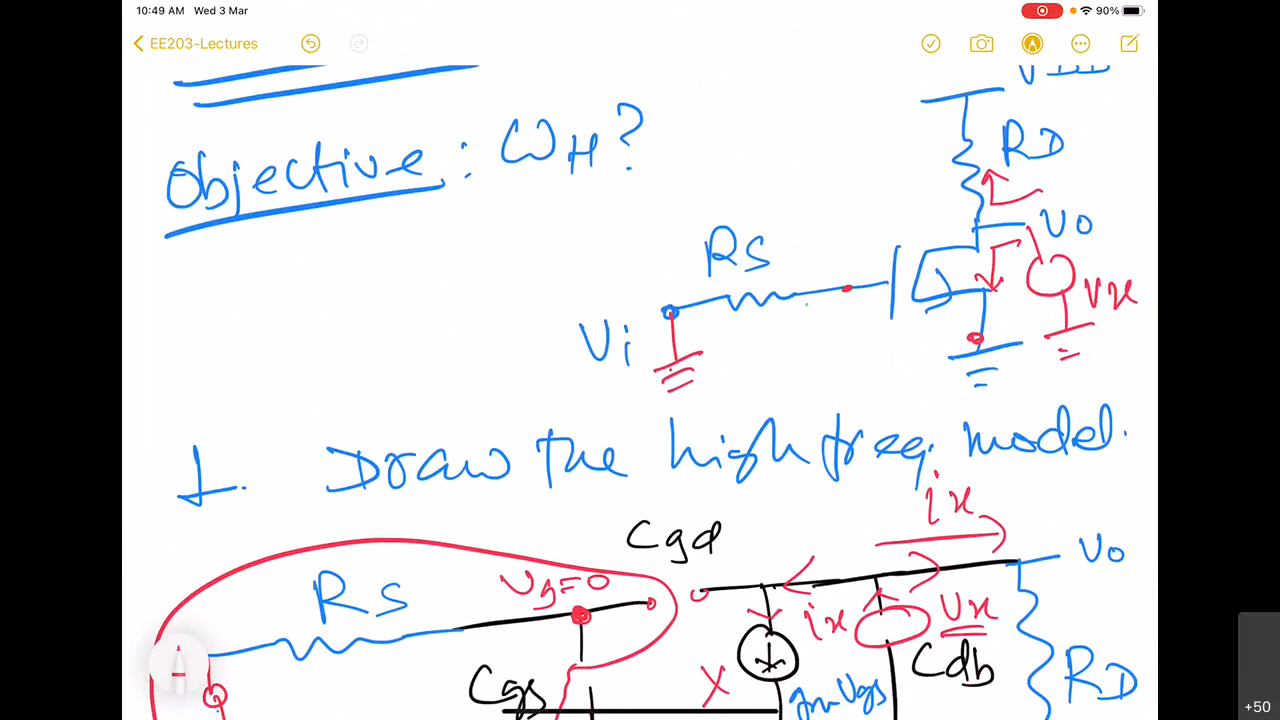 10:49 AM Wed 3 Mar
90%
EE203-Lectures
Objective: ωH?
RD
Vo
Rs
Vx
Vi
1. Draw the high freq. model.
ix
Cgd
Vo
Vg=0
Rs
ix
Vx
Cdb
Cgs
X
gmVgs
RD
+50